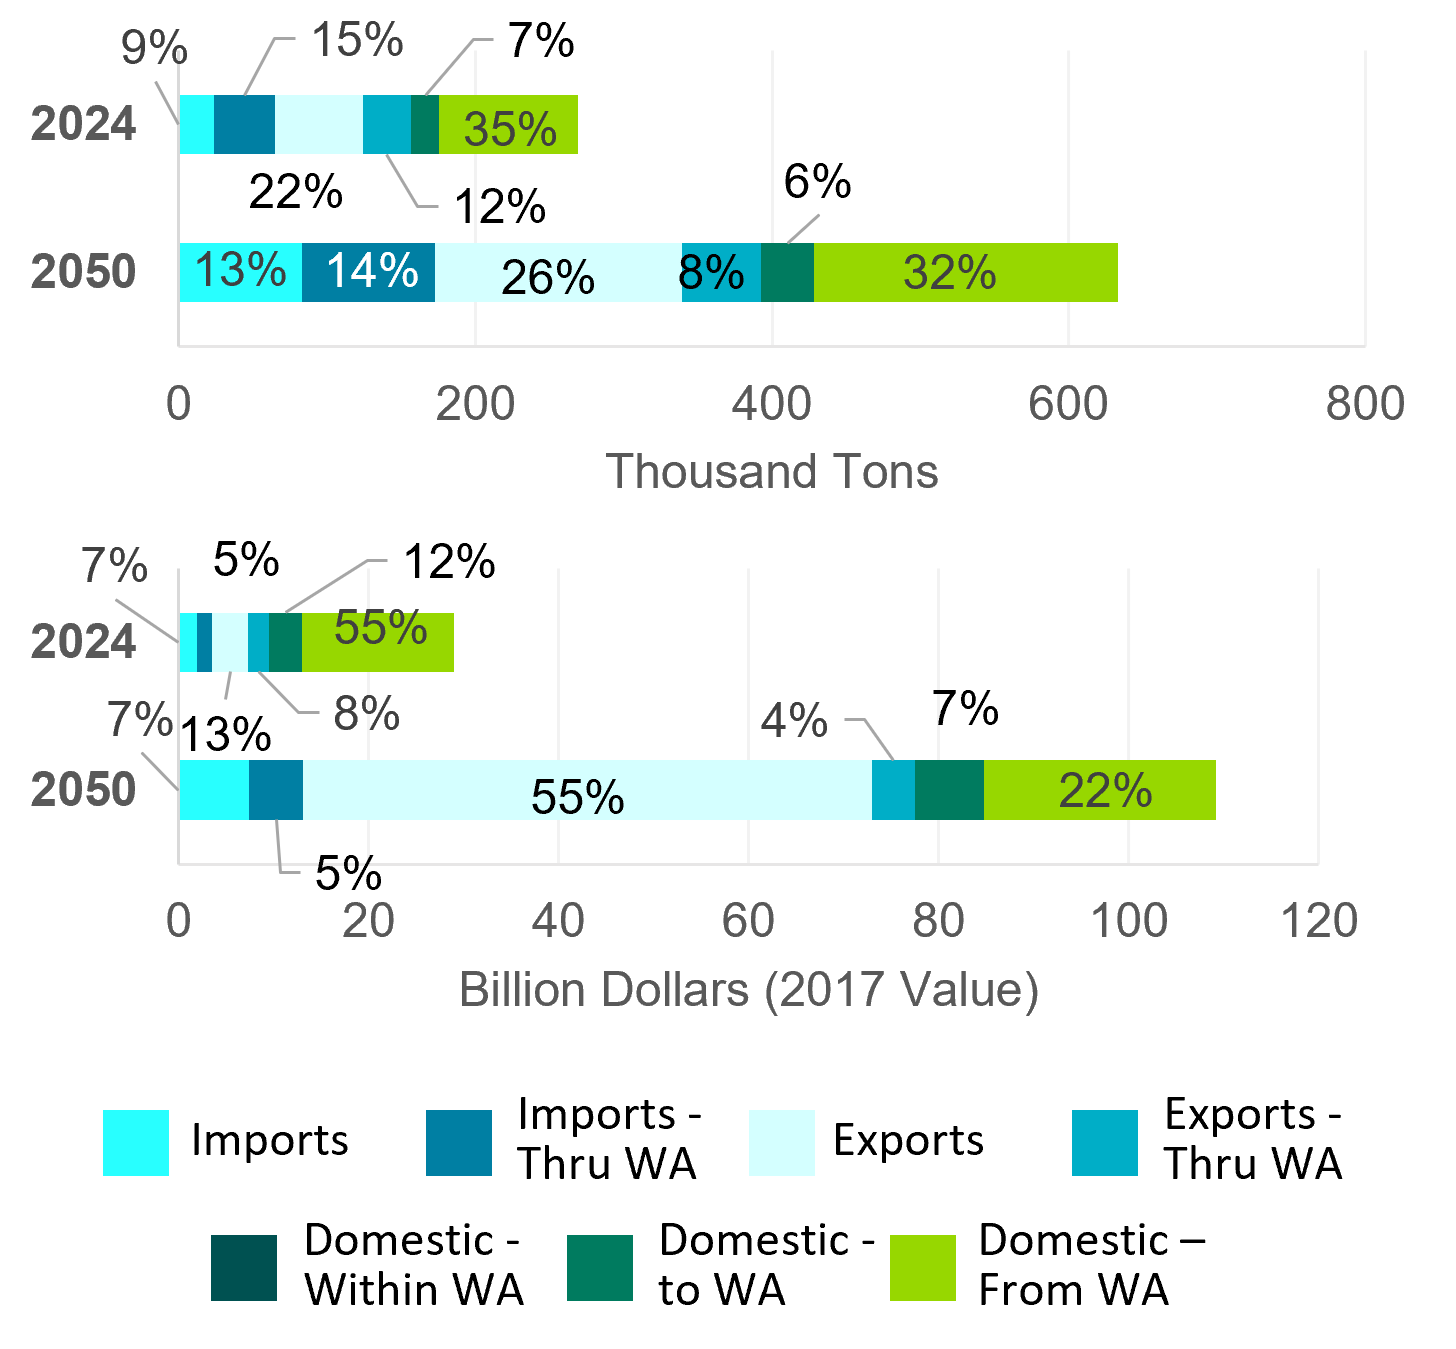 9%
15%
7%
2024
35%
22%
12%
6%
2050
13%
14%
26%
8%
32%
0
200
400
600
800
Thousand Tons
7%
5%
12%
2024
55%
7%
13%
8%
4%
7%
2050
55%
22%
5%
0
20
40
60
80
100
120
Billion Dollars (2017 Value)
Imports
Imports -
Thru WA
Exports
Exports -
Thru WA
Domestic -
Within WA
Domestic -
to WA
Domestic –
From WA